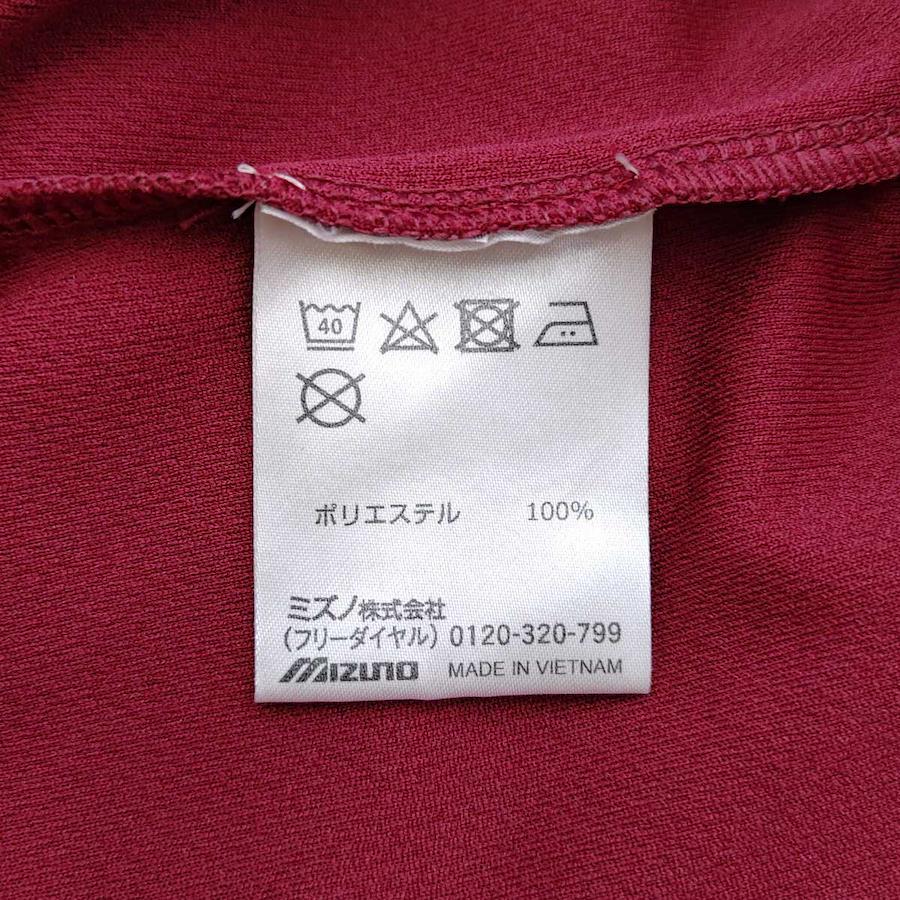 40
ポリエステル 100%
ミズノ株式会社
(フリーダイヤル) 0120-320-799
MIZUNO MADE IN VIETNAM